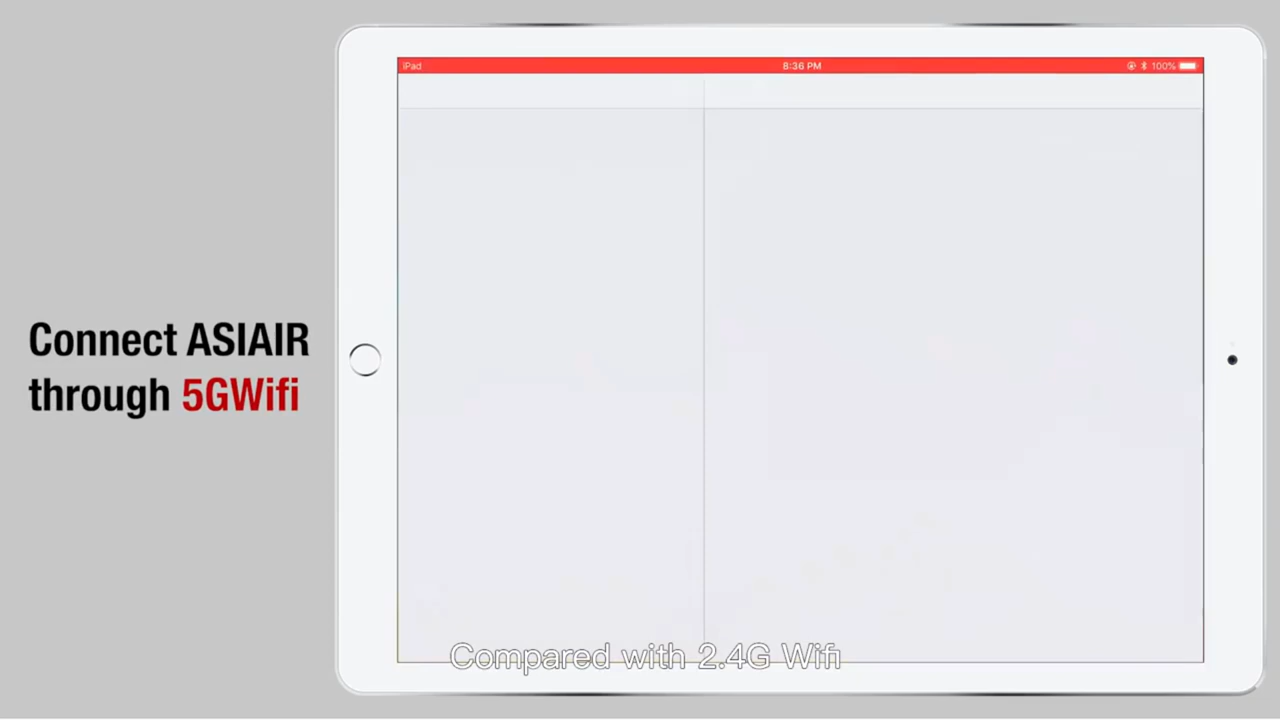 iPad 8:36 PM 100%
Connect ASIAIR
through 5GWifi
Compared with 2.4G Wifi